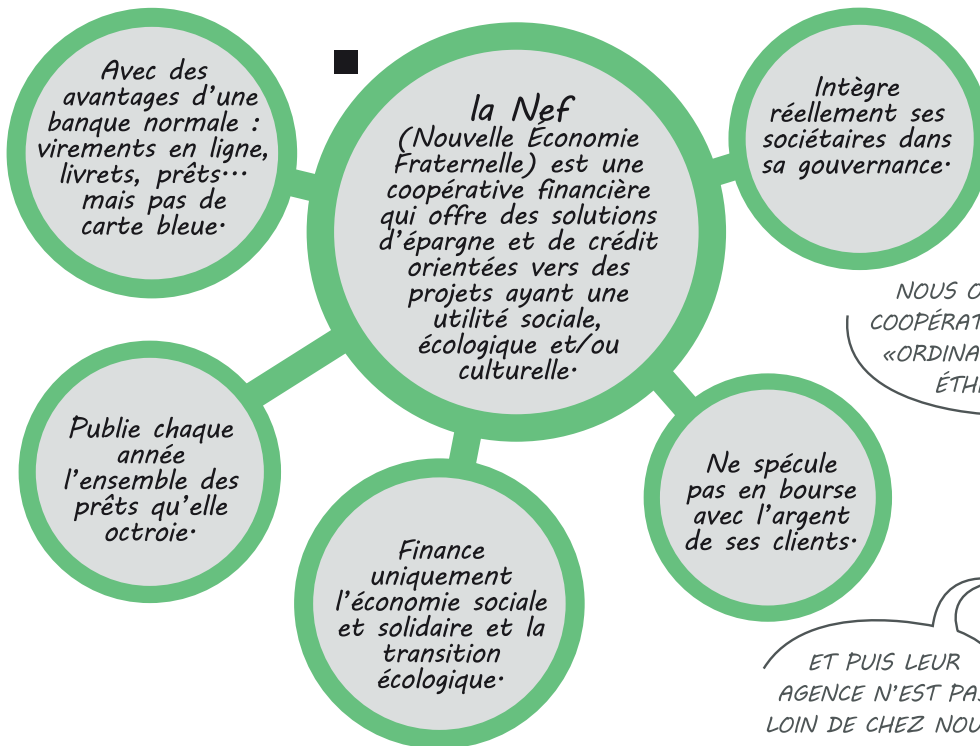 Avec des
avantages d'une
banque normale :
virements en ligne,
livrets, prêts...
mais pas de
carte bleue.
la Nef
(Nouvelle Économie
Fraternelle) est une
coopérative financière
qui offre des solutions
d'épargne et de crédit
orientées vers des
projets ayant une
utilité sociale,
écologique et/ou
culturelle.
Intègre
réellement ses
sociétaires dans
sa gouvernance.
NOUS
«
Publie chaque
année
l'ensemble des
prêts qu'elle
octroie.
Finance
uniquement
l'économie sociale
et solidaire et la
transition
écologique.
Ne spécule
pas en bourse
avec l'argent
de ses clients.
ET PUIS LEUR
AGENCE N'EST PAS
LOIN DE CHEZ